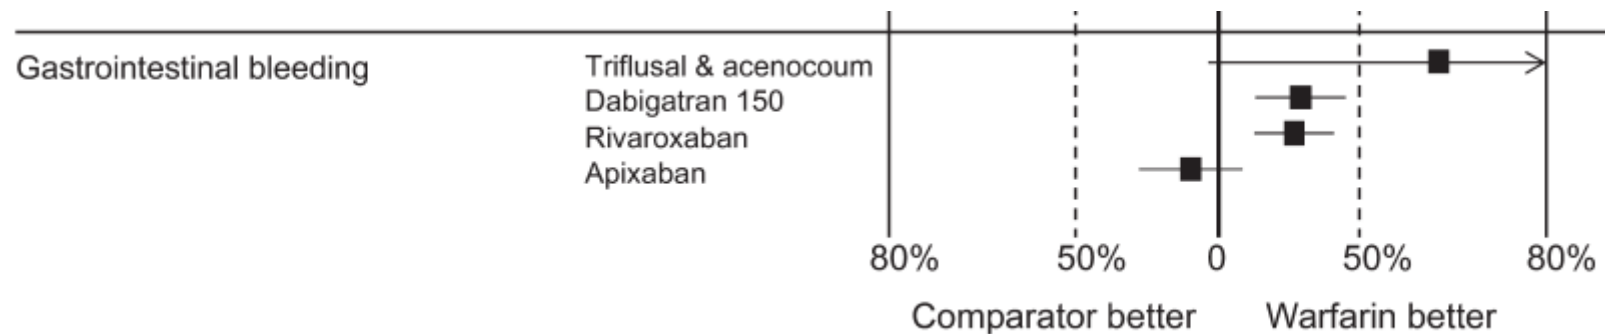 Gastrointestinal bleeding Triflusal & acenocoum
Dabigatran 150
Rivaroxaban
Apixaban
80% 50% 0 50% 80%
Comparator better Warfarin better